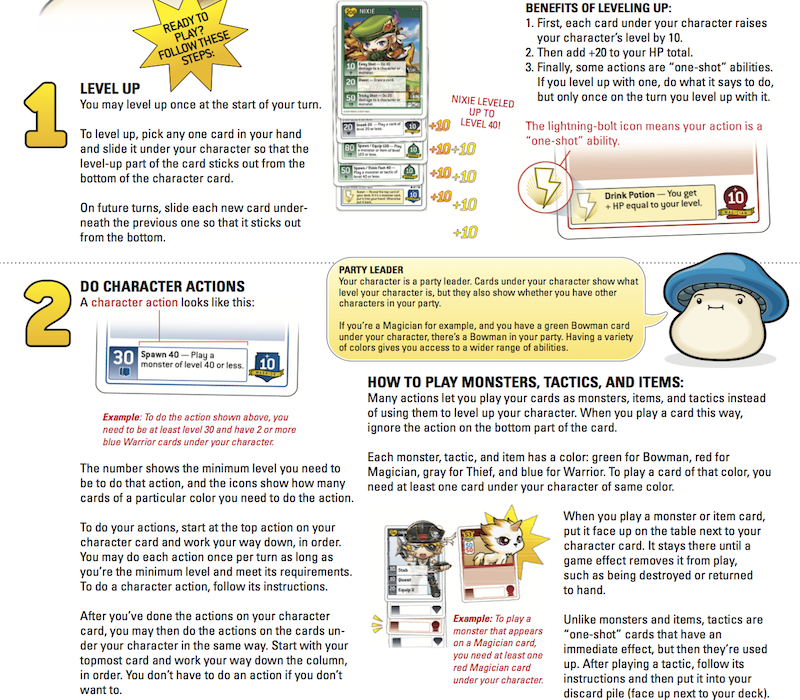 READY TO
PLAY?
FOLLOW THESE
STEPS:
1
LEVEL UP
You may level up once at the start of your turn.
To level up, pick any one card in your hand
and slide it under your character so that the
level-up part of the card sticks out from the
bottom of the character card.
On future turns, slide each new card under-
neath the previous one so that it sticks out
from the bottom.
NIXIE
10
20
50
20
80
50
+10
+10
+10
+10
+10
+10
+10
+10
NIXIE LEVELED
UP TO
LEVEL 40!
BENEFITS OF LEVELING UP:
1. First, each card under your character raises
your character's level by 10.
2. Then add +20 to your HP total.
3. Finally, some actions are "one-shot" abilities.
If you level up with one, do what it says to do,
but only once on the turn you level up with it.
The lightning-bolt icon means your action is a
"one-shot" ability.
Drink Potion — You get
+ HP equal to your level.
10
2
DO CHARACTER ACTIONS
A character action looks like this:
30
Spawn 40 — Play a
monster of level 40 or less.
10
Example: To do the action shown above, you
need to be at least level 30 and have 2 or more
blue Warrior cards under your character.
The number shows the minimum level you need to
be to do that action, and the icons show how many
cards of a particular color you need to do the action.
To do your actions, start at the top action on your
character card and work your way down, in order.
You may do each action once per turn as long as
you're the minimum level and meet its requirements.
To do a character action, follow its instructions.
After you've done the actions on your character
card, you may then do the actions on the cards un-
der your character in the same way. Start with your
topmost card and work your way down the column,
in order. You don't have to do an action if you don't
want to.
PARTY LEADER
Your character is a party leader. Cards under your character show what
level your character is, but they also show whether you have other
characters in your party.
If you're a Magician for example, and you have a green Bowman card
under your character, there's a Bowman in your party. Having a variety
of colors gives you access to a wider range of abilities.
HOW TO PLAY MONSTERS, TACTICS, AND ITEMS:
Many actions let you play your cards as monsters, items, and tactics instead
of using them to level up your character. When you play a card this way,
ignore the action on the bottom part of the card.
Each monster, tactic, and item has a color: green for Bowman, red for
Magician, gray for Thief, and blue for Warrior. To play a card of that color, you
need at least one card under your character of same color.
Stab
Quest
Equip X
Example: To play a
monster that appears
on a Magician card,
you need at least one
red Magician card
under your character.
When you play a monster or item card,
put it face up on the table next to your
character card. It stays there until a
game effect removes it from play,
such as being destroyed or returned
to hand.
Unlike monsters and items, tactics are
"one-shot" cards that have an
immediate effect, but then they're used
up. After playing a tactic, follow its
instructions and then put it into your
discard pile (face up next to your deck).